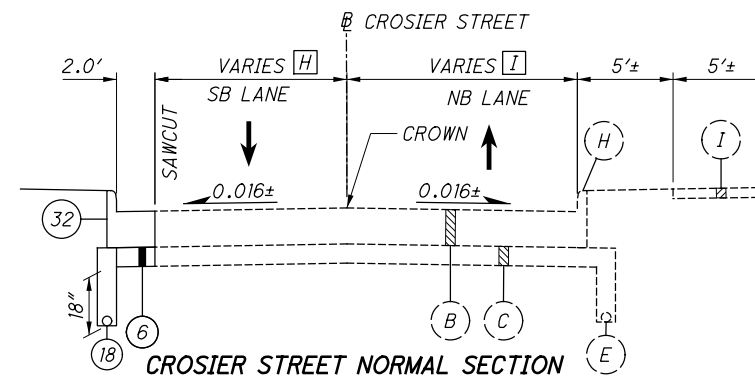 B CROSIER STREET
2.0'
VARIES H
VARIES I
5'±
5'±
SB LANE
NB LANE
SAWCUT
CROWN
H
I
0.016±
0.016±
32
18"
6
B
C
18
E
CROSIER STREET NORMAL SECTION